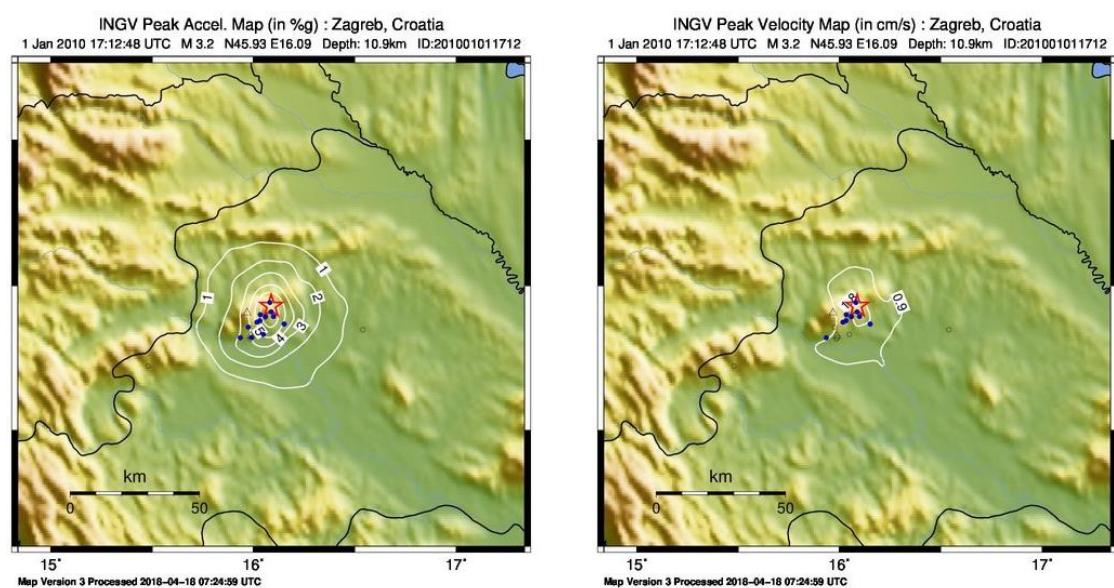 INGV Peak Accel. Map (in %g) : Zagreb, Croatia
1 Jan 2010 17:12:48 UTC M 3.2 N45.93 E16.09 Depth: 10.9km ID:201001011712
1
1
2
3
4
5
km
0 50
15° 16° 17°
Map Version 3 Processed 2018-04-18 07:24:59 UTC
INGV Peak Velocity Map (in cm/s) : Zagreb, Croatia
1 Jan 2010 17:12:48 UTC M 3.2 N45.93 E16.09 Depth: 10.9km ID:201001011712
0.9
km
0 50
15° 16° 17°
Map Version 3 Processed 2018-04-18 07:24:59 UTC